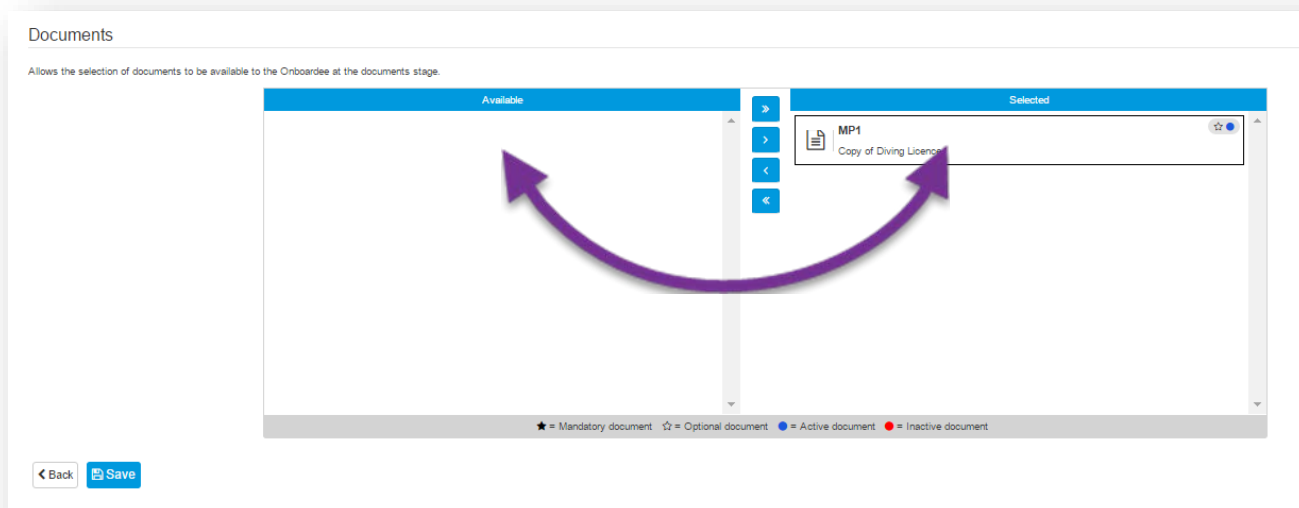 Documents
Allows the selection of documents to be available to the Onboardee at the documents stage.
Available
Selected
MP1
Copy of Diving Licence
★ = Mandatory document ☆ = Optional document ● = Active document ● = Inactive document
Back
Save